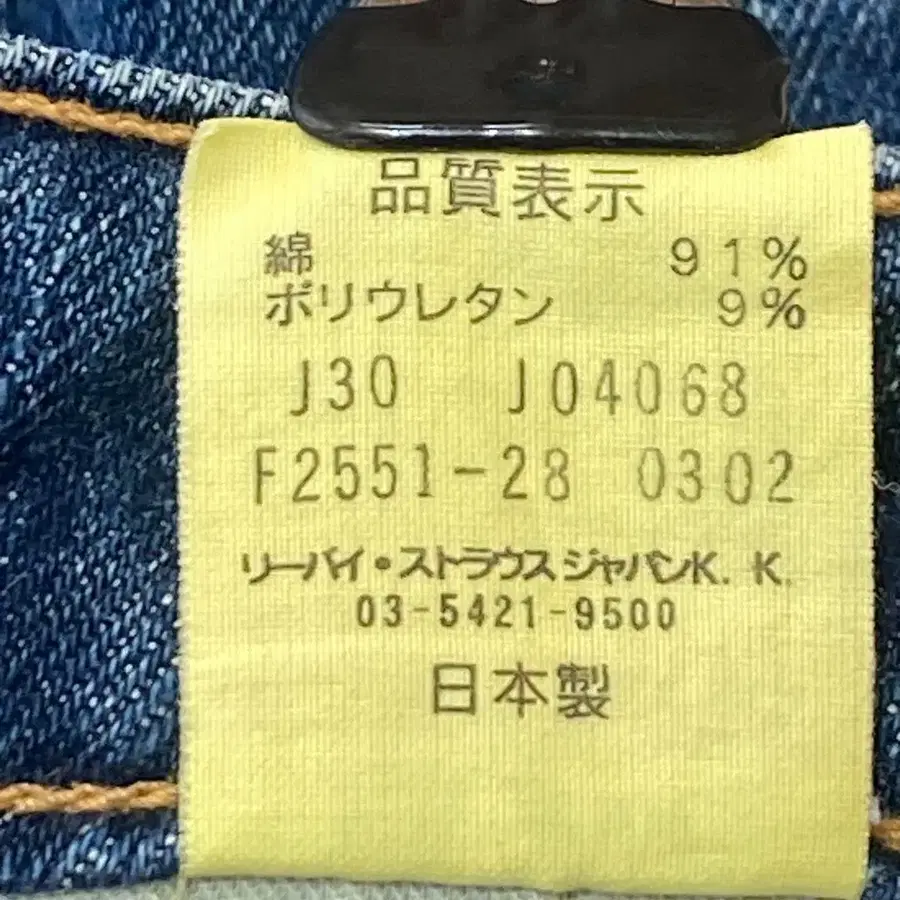 品質表示
綿 91%
ポリウレタン 9%
J30 J04068
F2551-28 0302
リーバイ・ストラウスジャパンK.K.
03-5421-9500
日本製